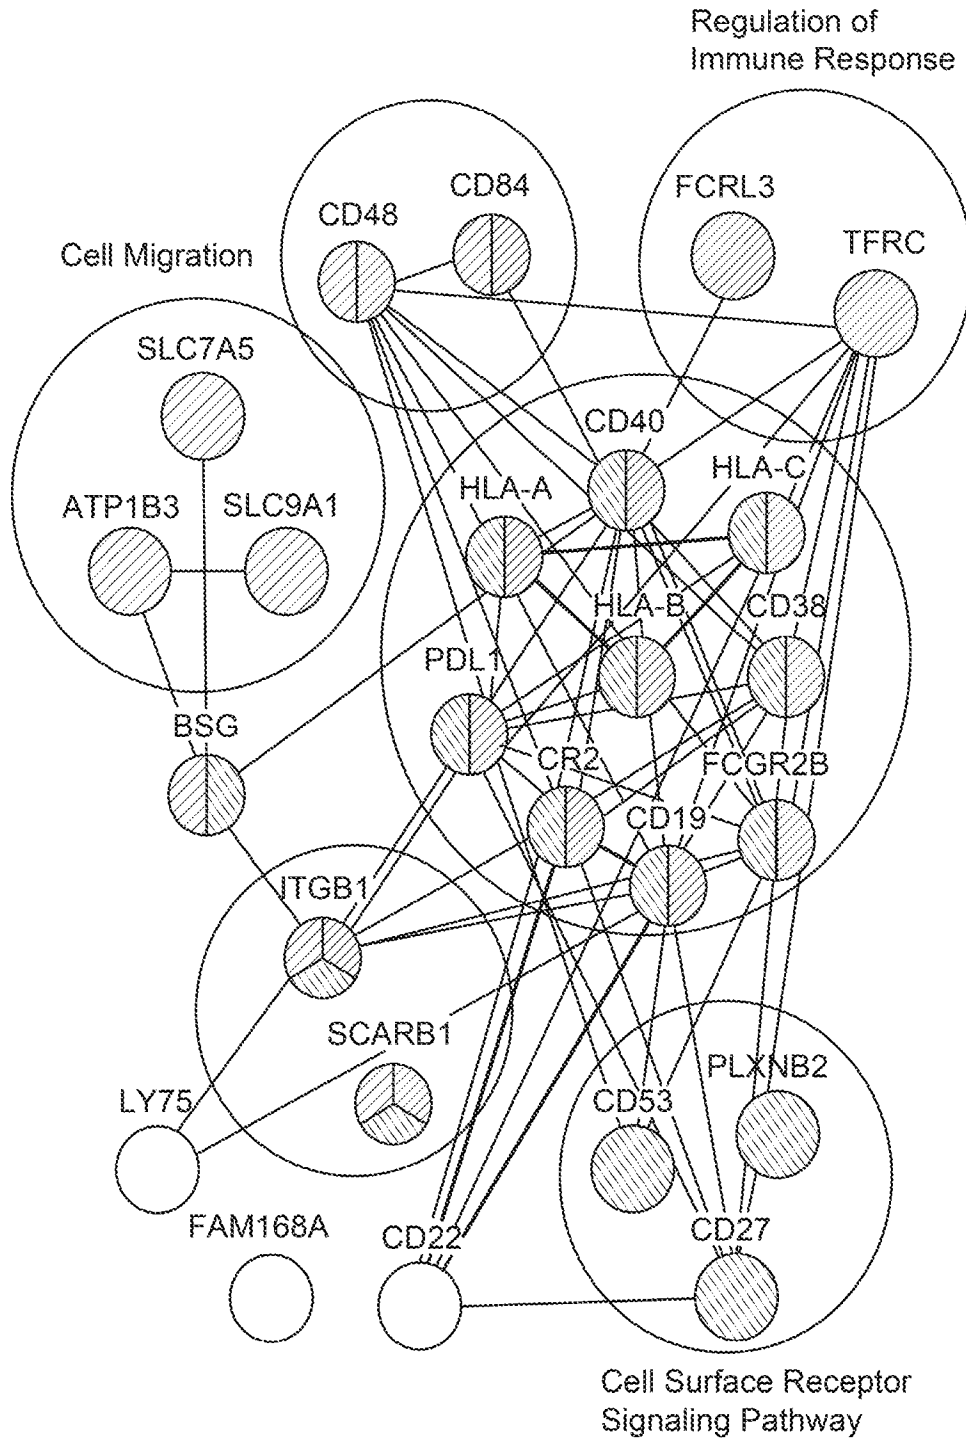 Regulation of
Immune Response
CD84
FCRL3
CD48
TFRC
Cell Migration
SLC7A5
CD40
HLA-C
HLA-A
ATP1B3
SLC9A1
HLA-B
CD38
PDL1
BSG
CR2
FCGR2B
CD19
ITGB1
SCARB1
PLXNB2
LY75
CD53
FAM168A
CD22
CD27
Cell Surface Receptor
Signaling Pathway